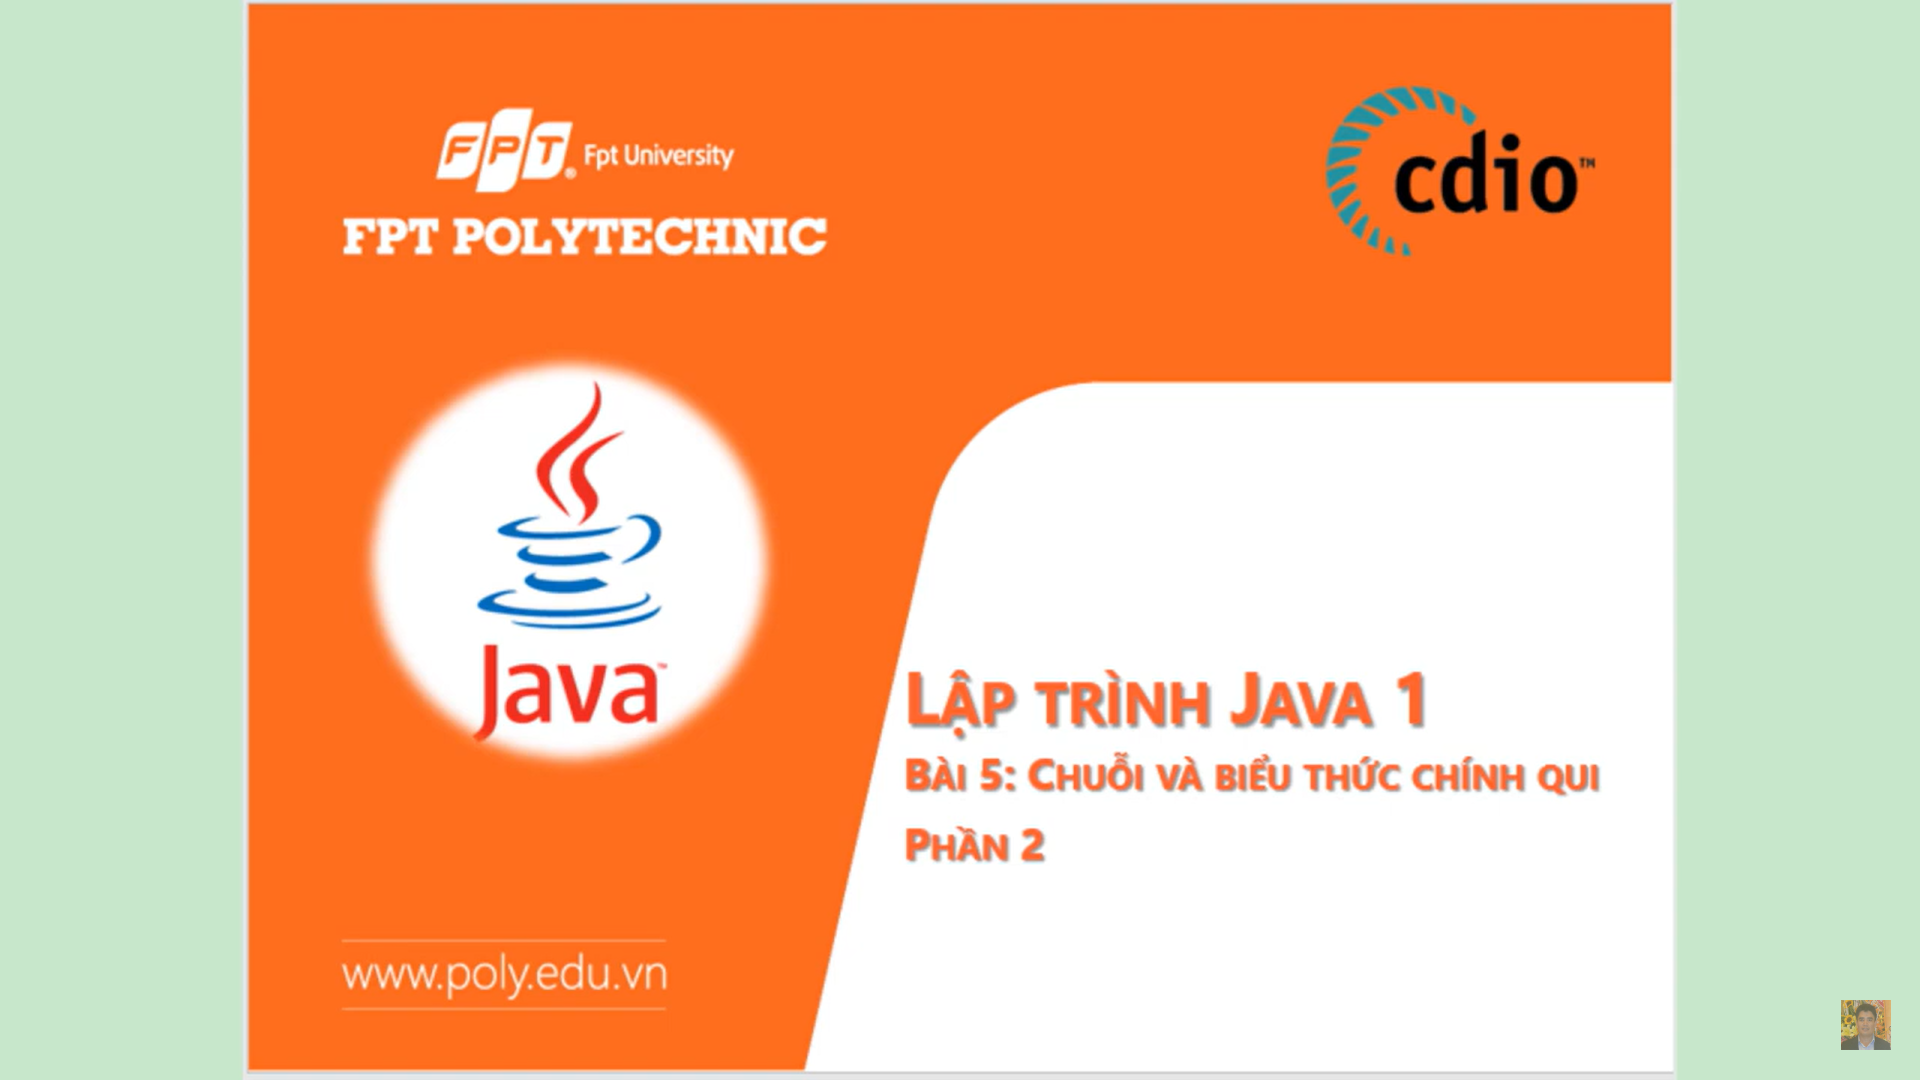 FPT® Fpt University
FPT POLYTECHNIC
cdio™
Java™
LẬP TRÌNH JAVA 1
BÀI 5: CHUỖI VÀ BIỂU THỨC CHÍNH QUI
PHẦN 2
www.poly.edu.vn